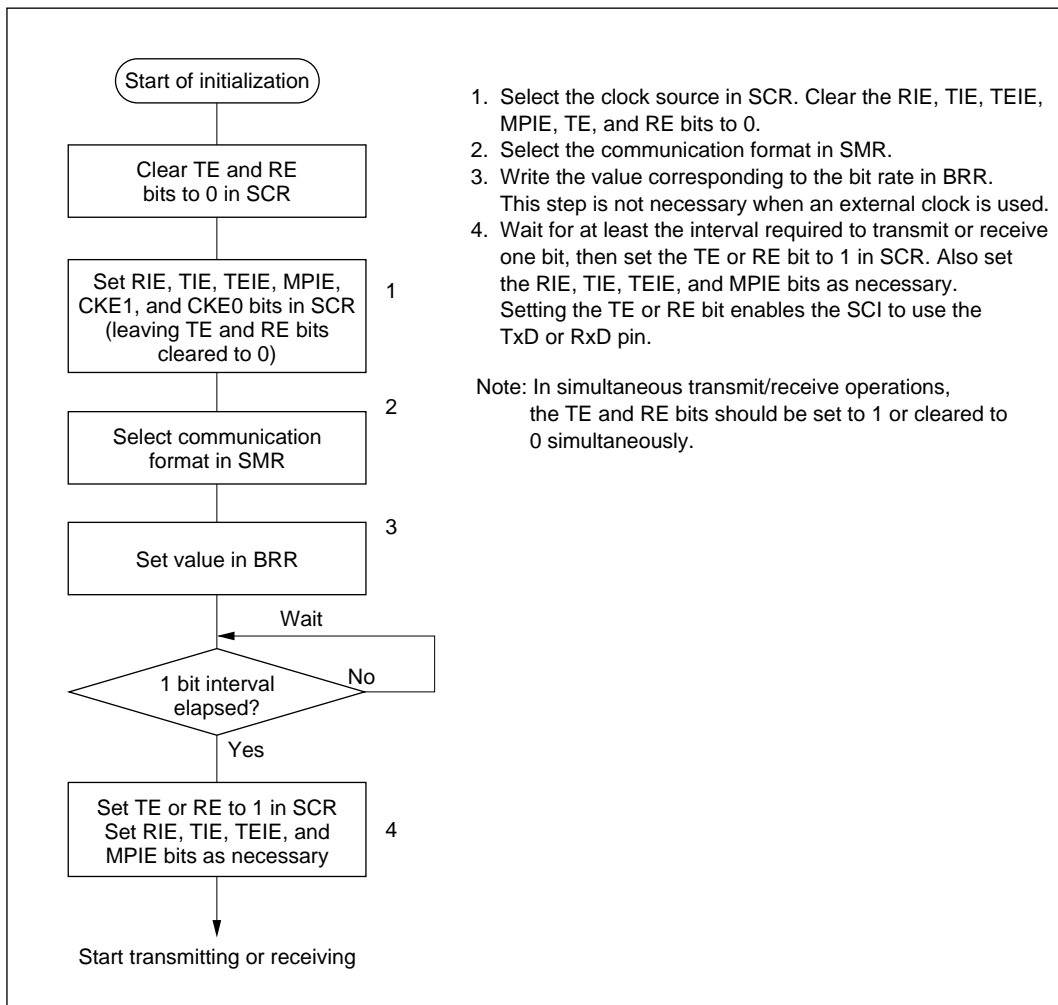 Start of initialization
Clear TE and RE
bits to 0 in SCR
Set RIE, TIE, TEIE, MPIE,
CKE1, and CKE0 bits in SCR
(leaving TE and RE bits
cleared to 0)
1
2
Select communication
format in SMR
3
Set value in BRR
Wait
1 bit interval
elapsed?
No
Yes
Set TE or RE to 1 in SCR
Set RIE, TIE, TEIE, and
MPIE bits as necessary
4
Start transmitting or receiving
1. Select the clock source in SCR. Clear the RIE, TIE, TEIE,
MPIE, TE, and RE bits to 0.
2. Select the communication format in SMR.
3. Write the value corresponding to the bit rate in BRR.
This step is not necessary when an external clock is used.
4. Wait for at least the interval required to transmit or receive
one bit, then set the TE or RE bit to 1 in SCR. Also set
the RIE, TIE, TEIE, and MPIE bits as necessary.
Setting the TE or RE bit enables the SCI to use the
TxD or RxD pin.
Note: In simultaneous transmit/receive operations,
the TE and RE bits should be set to 1 or cleared to
0 simultaneously.